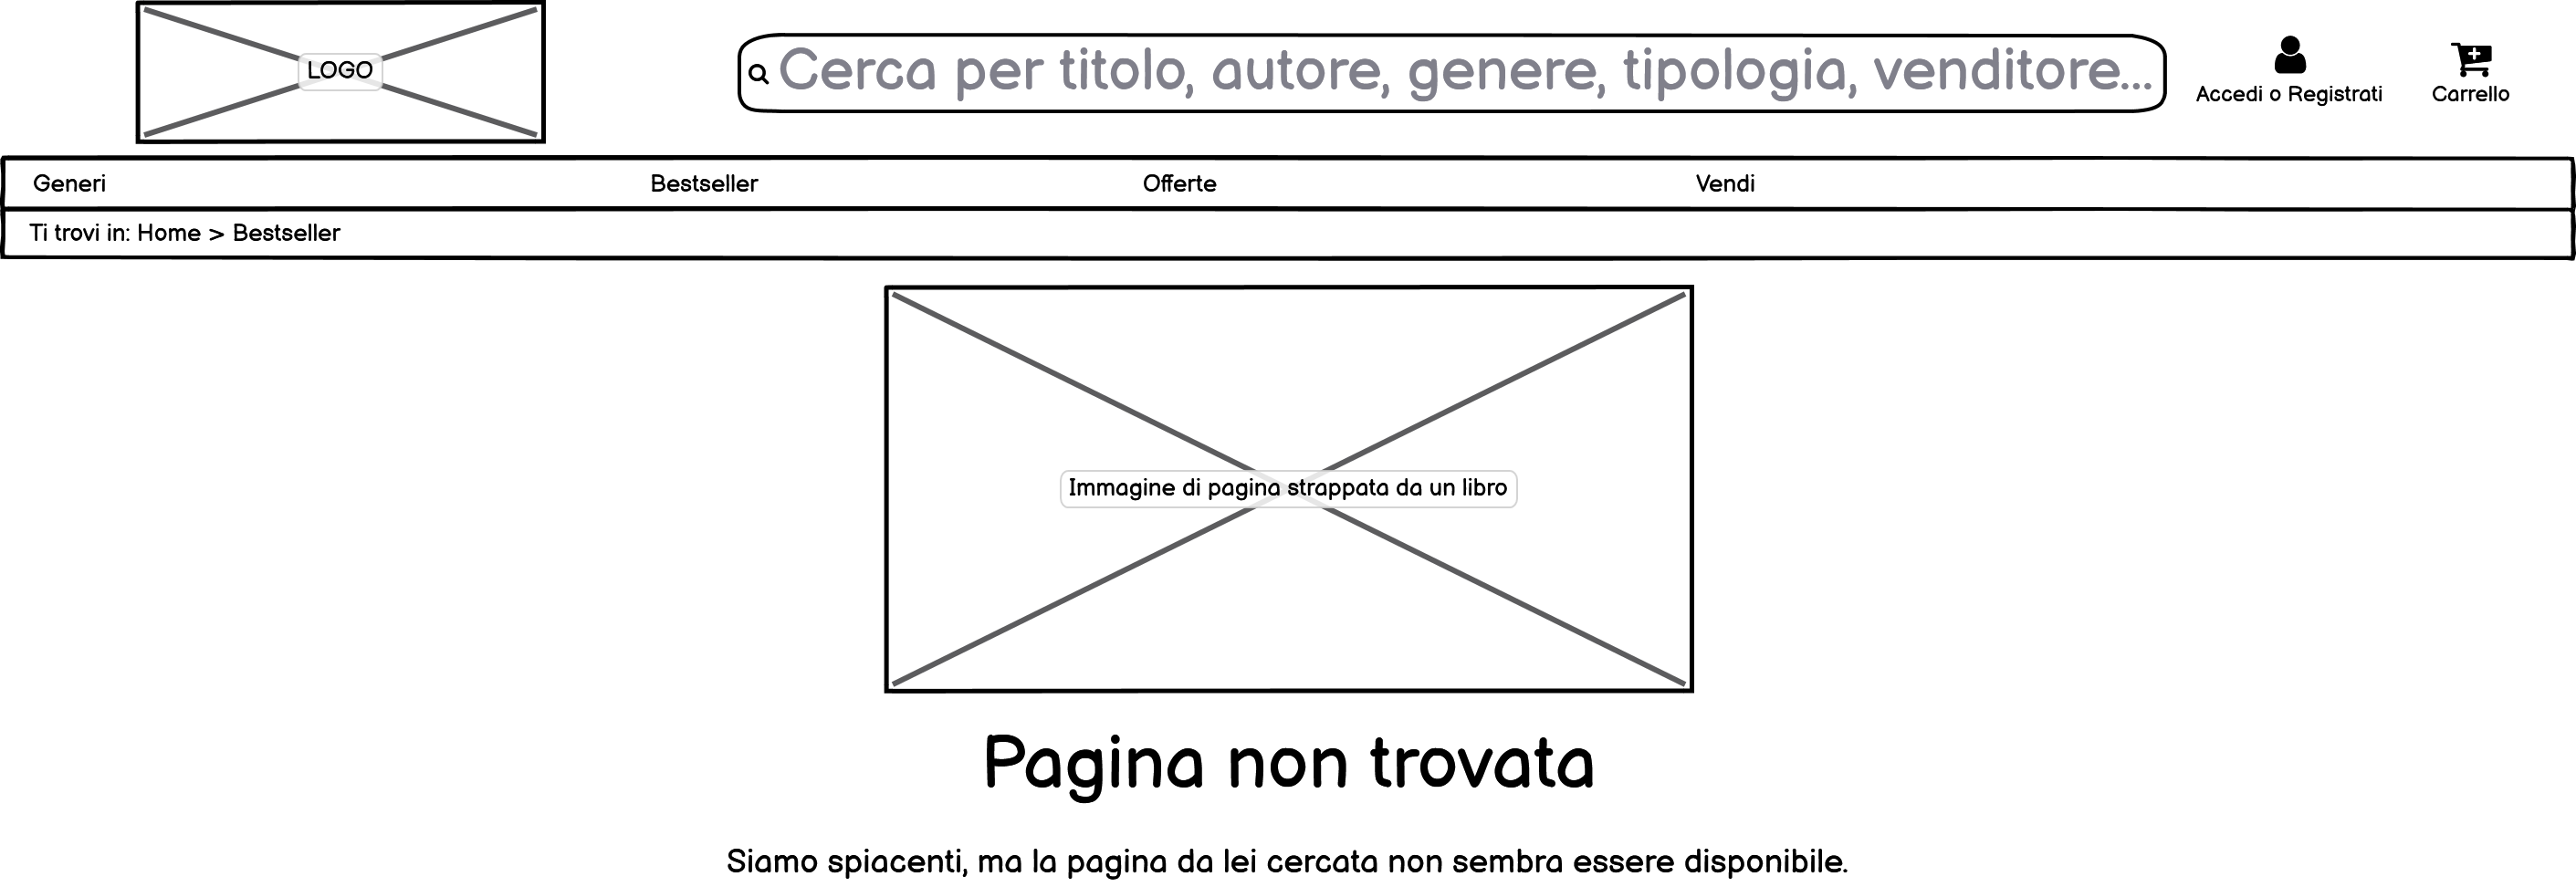 LOGO
Cerca per titolo, autore, genere, tipologia, venditore...
Accedi o Registrati
Carrello
Generi
Bestseller
Offerte
Vendi
Ti trovi in: Home > Bestseller
Immagine di pagina strappata da un libro
Pagina non trovata
Siamo spiacenti, ma la pagina da lei cercata non sembra essere disponibile.